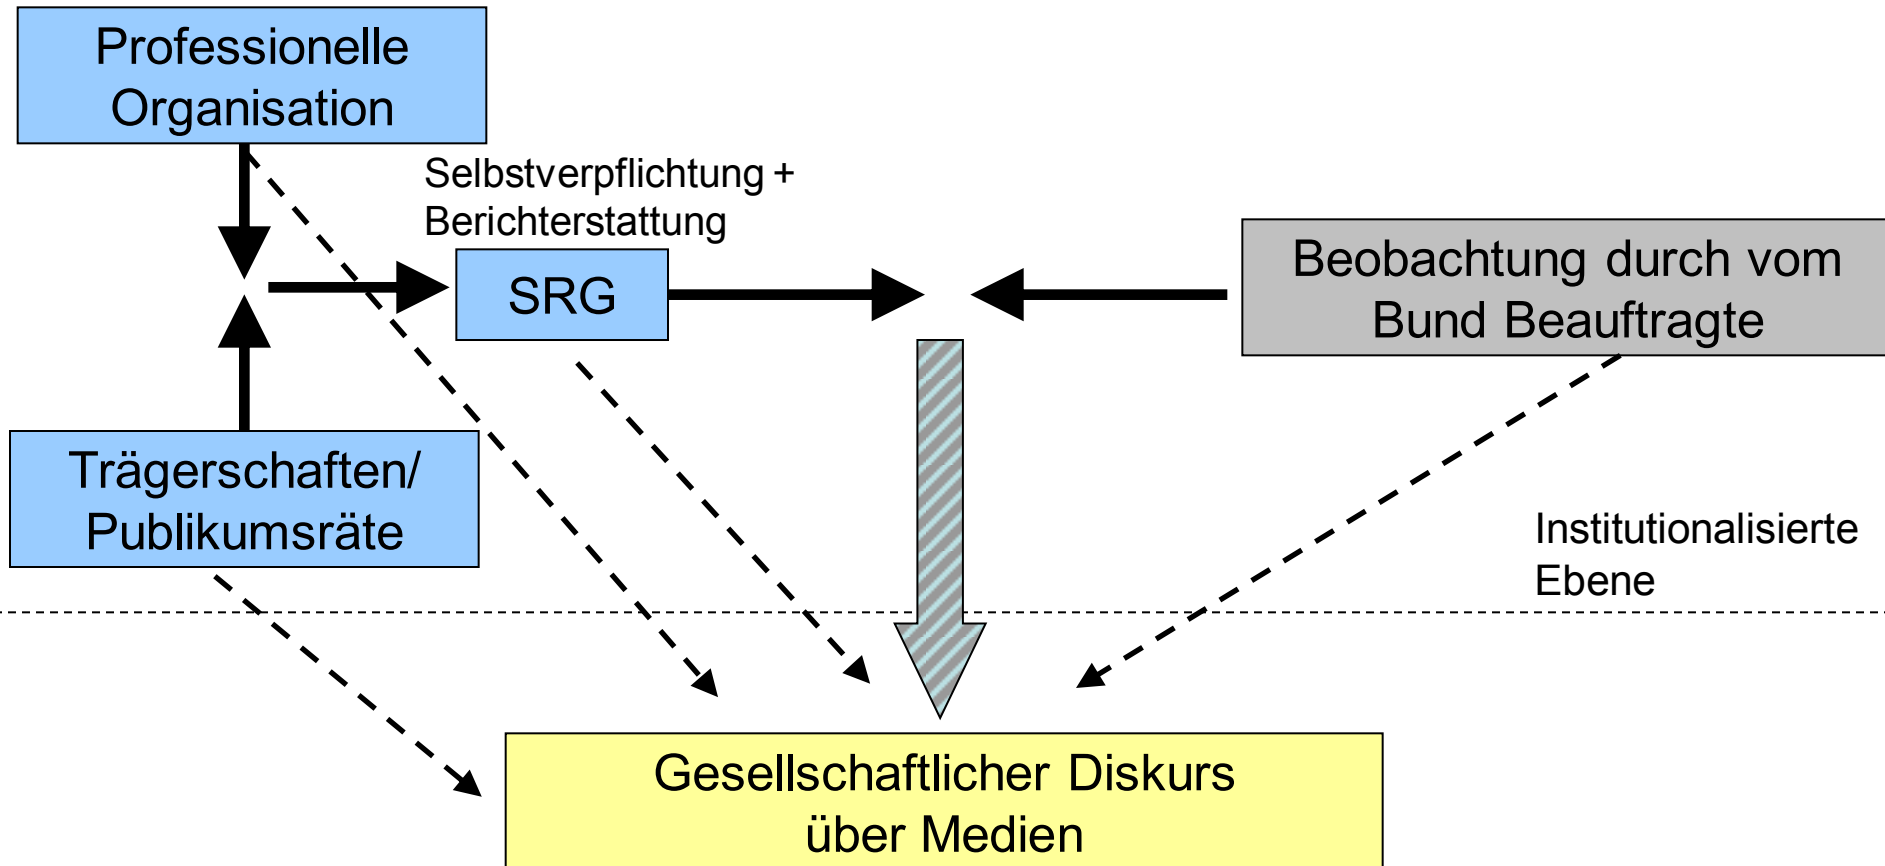 Professionelle
Organisation
Selbstverpflichtung +
Berichterstattung
SRG
Beobachtung durch vom
Bund Beauftragte
Trägerschaften/
Publikumsräte
Institutionalisierte
Ebene
Gesellschaftlicher Diskurs
über Medien